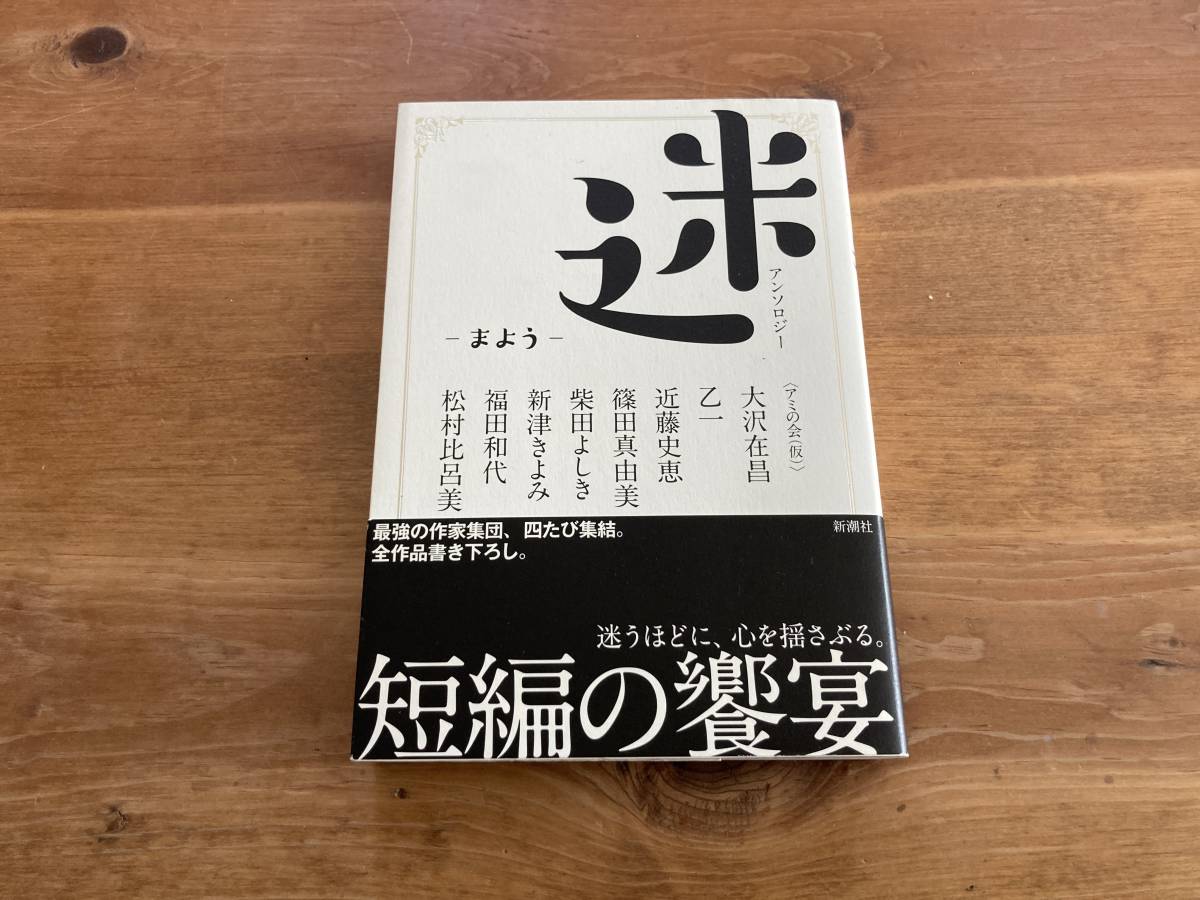 迷
アンソロジー
－まよう－
〈アミの会（仮）〉
大沢在昌
乙一
近藤史恵
篠田真由美
柴田よしき
新津きよみ
福田和代
松村比呂美
新潮社
最強の作家集団、四たび集結。
全作品書き下ろし。
迷うほどに、心を揺さぶる。
短編の饗宴